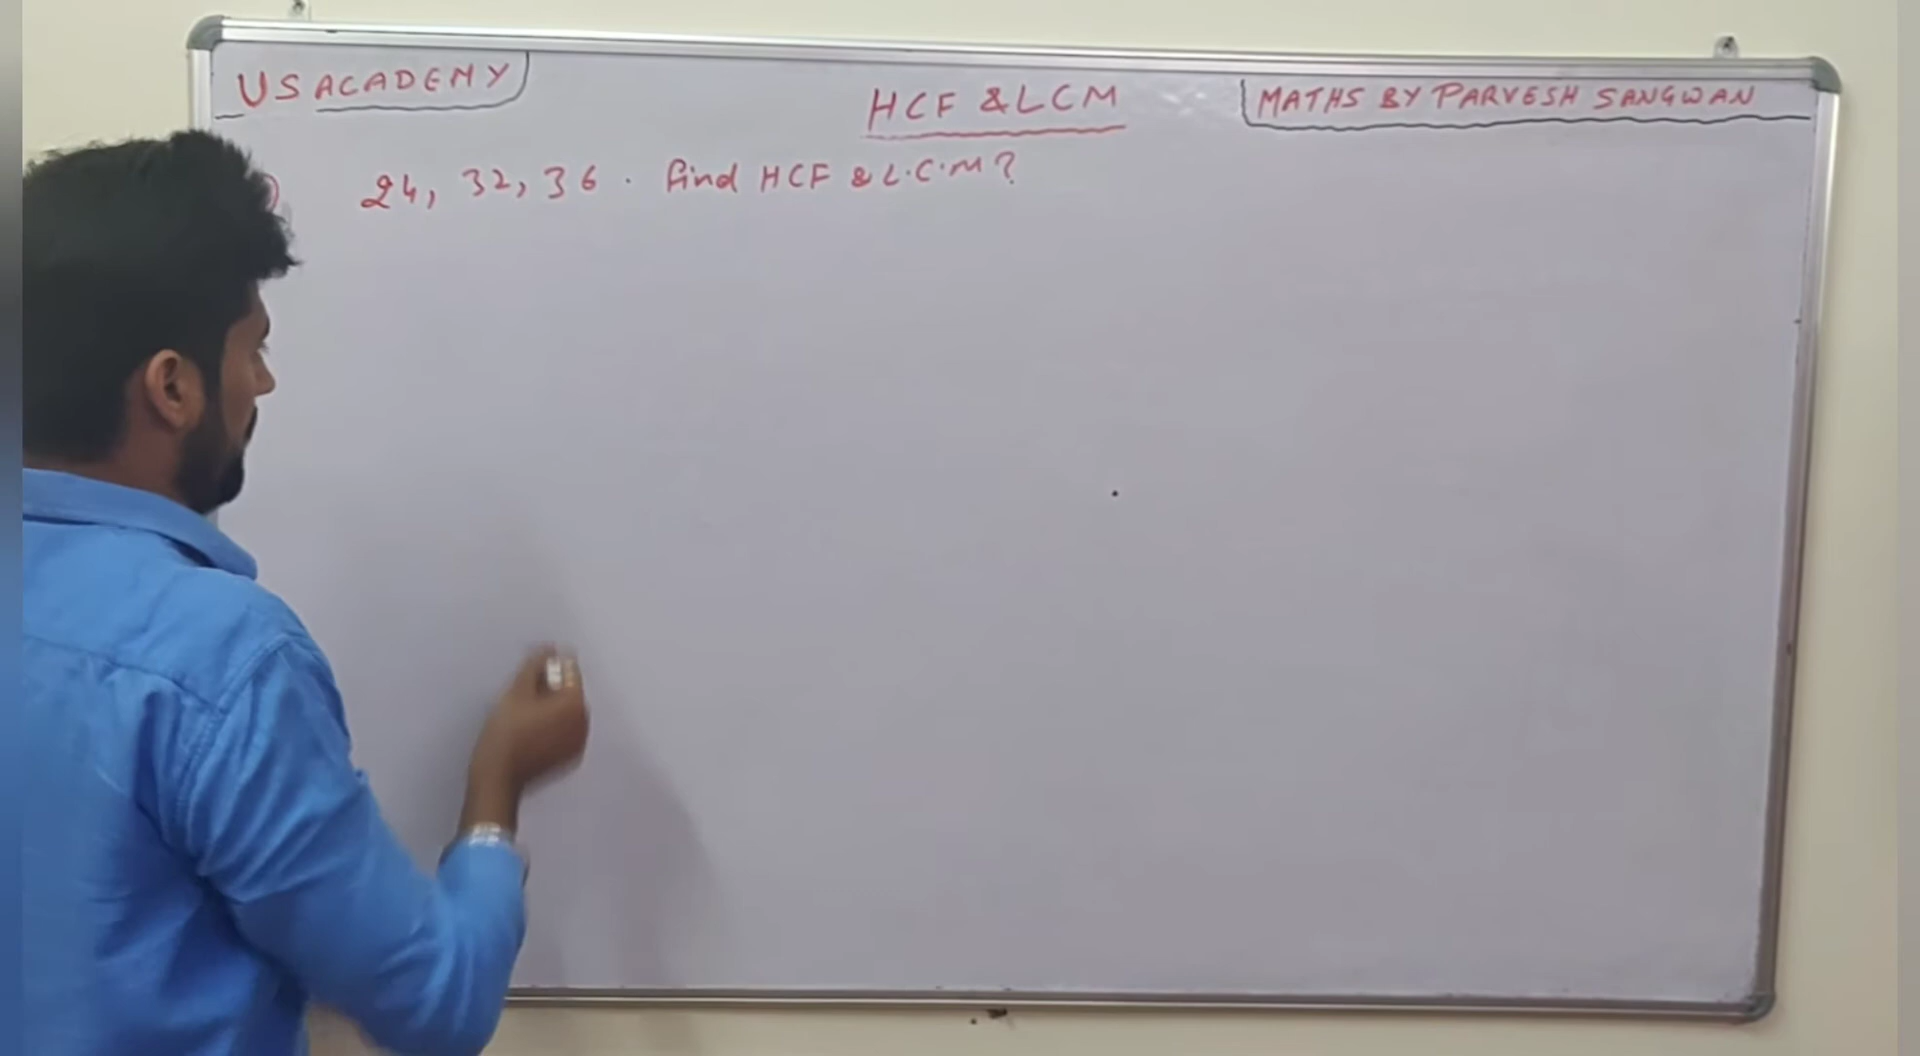 US ACADEMY
HCF & LCM
MATHS BY PARVESH SANGWAN
24, 32, 36 . find HCF & L.C.M?